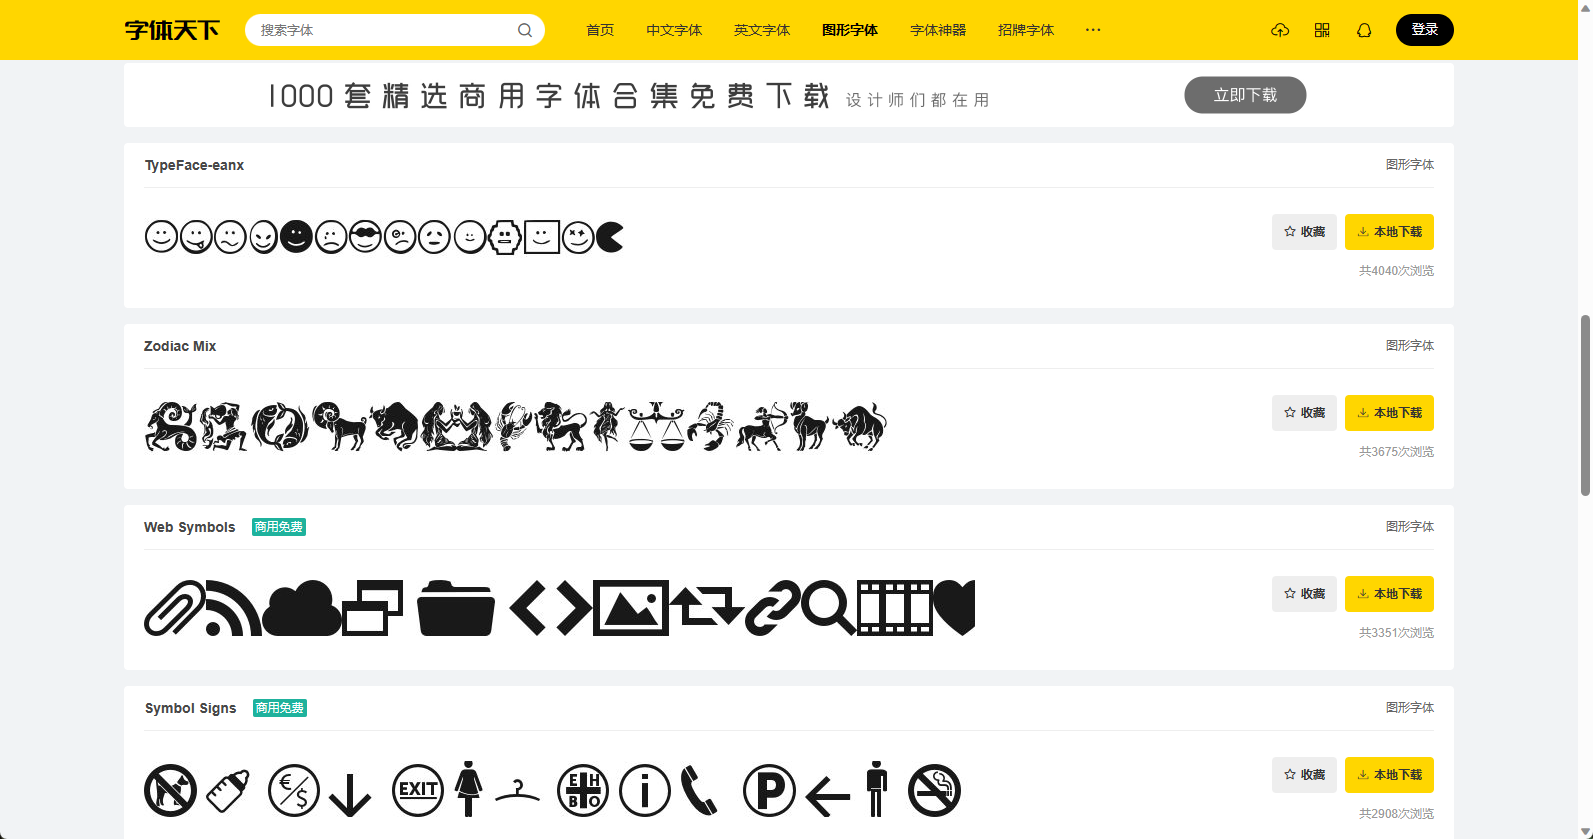 字体天下 搜索字体 首页 中文字体 英文字体 图形字体 字体神器 招牌字体 ··· 登录
1000套精选商用字体合集免费下载 设计师们都在用 立即下载
TypeFace-eanx 图形字体
收藏 本地下载
共4040次浏览
Zodiac Mix 图形字体
收藏 本地下载
共3675次浏览
Web Symbols 商用免费 图形字体
收藏 本地下载
共3351次浏览
Symbol Signs 商用免费 图形字体
€/$ EXIT EHBO i P
收藏 本地下载
共2908次浏览